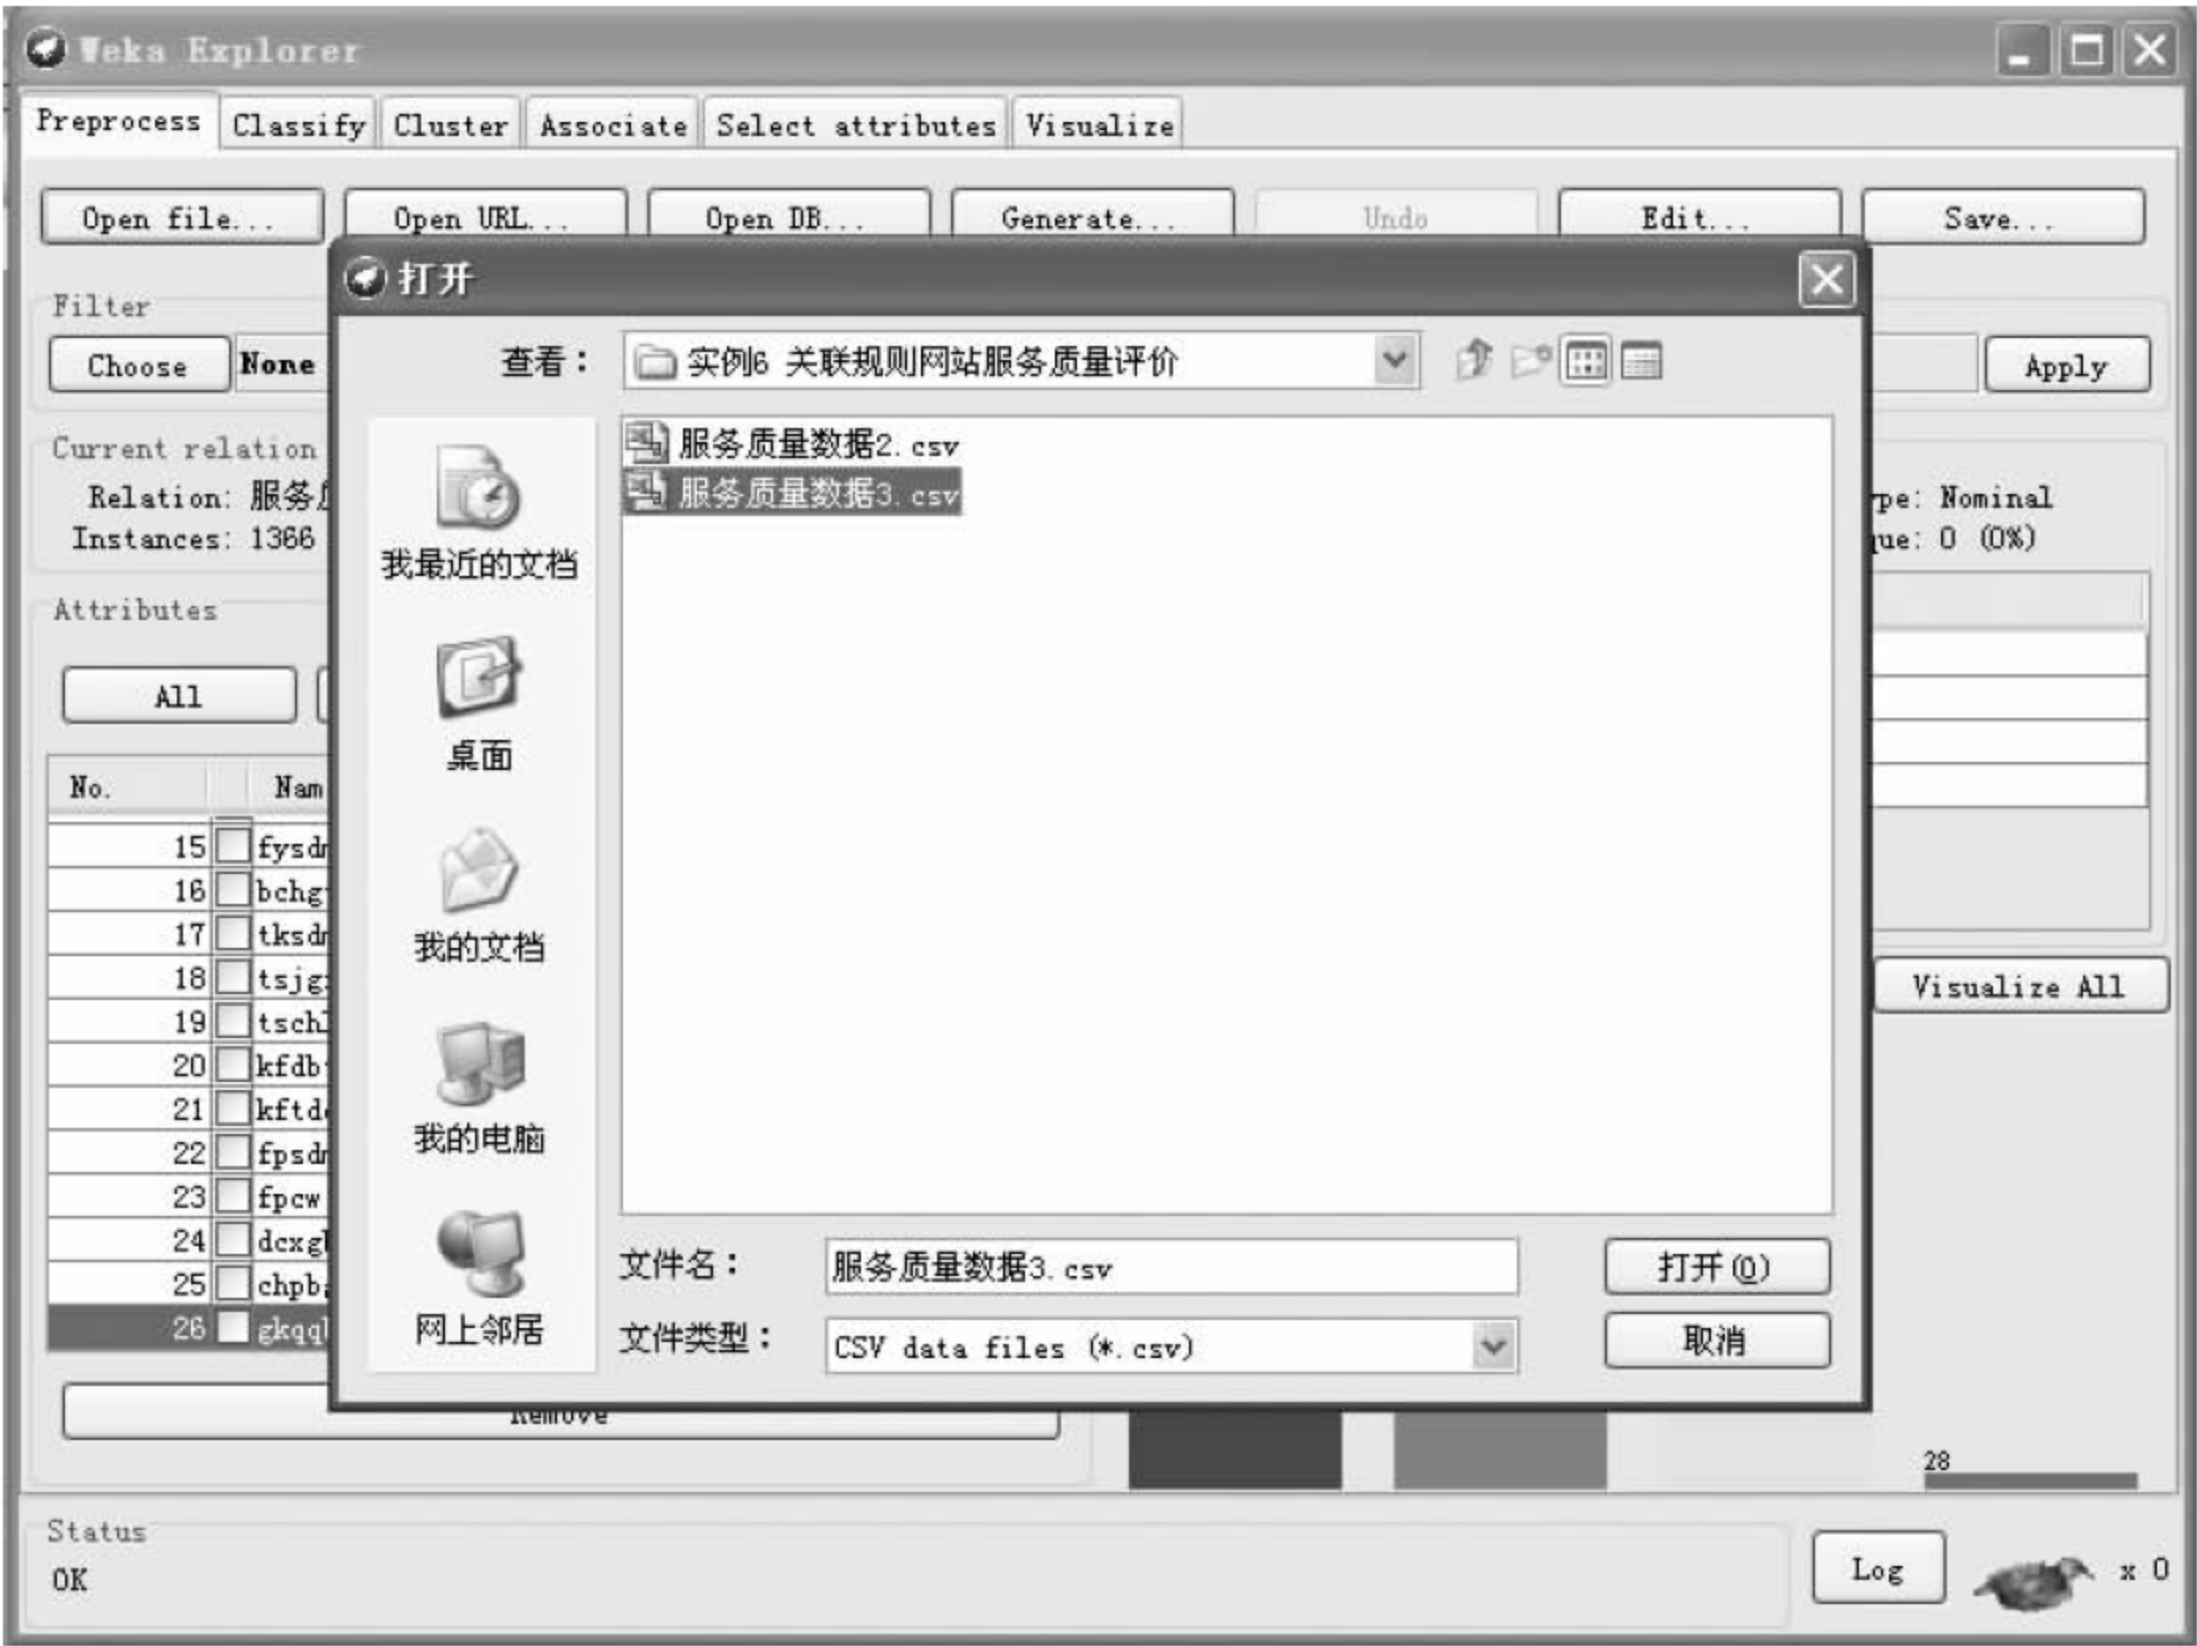 Weka Explorer
Preprocess Classify Cluster Associate Select attributes Visualize
Open file... Open URL... Open DB... Generate... Undo Edit... Save...
打开
Filter
Choose None Apply
查看： 实例6 关联规则网站服务质量评价
服务质量数据2.csv
服务质量数据3.csv
Current relation
Relation: 服务
Instances: 1366
pe: Nominal
que: 0 (0%)
Attributes
All
No. Nam
15 fysd
16 bchg
17 tksd
18 tsjg
19 tsch
20 kfdb
21 kftd
22 fpsd
23 fpcw
24 dcxg
25 chpb
26 gkqq
我最近的文档
桌面
我的文档
我的电脑
网上邻居
文件名： 服务质量数据3.csv 打开(O)
文件类型： CSV data files (*.csv) 取消
Visualize All
Remove
28
Status
OK
Log x 0